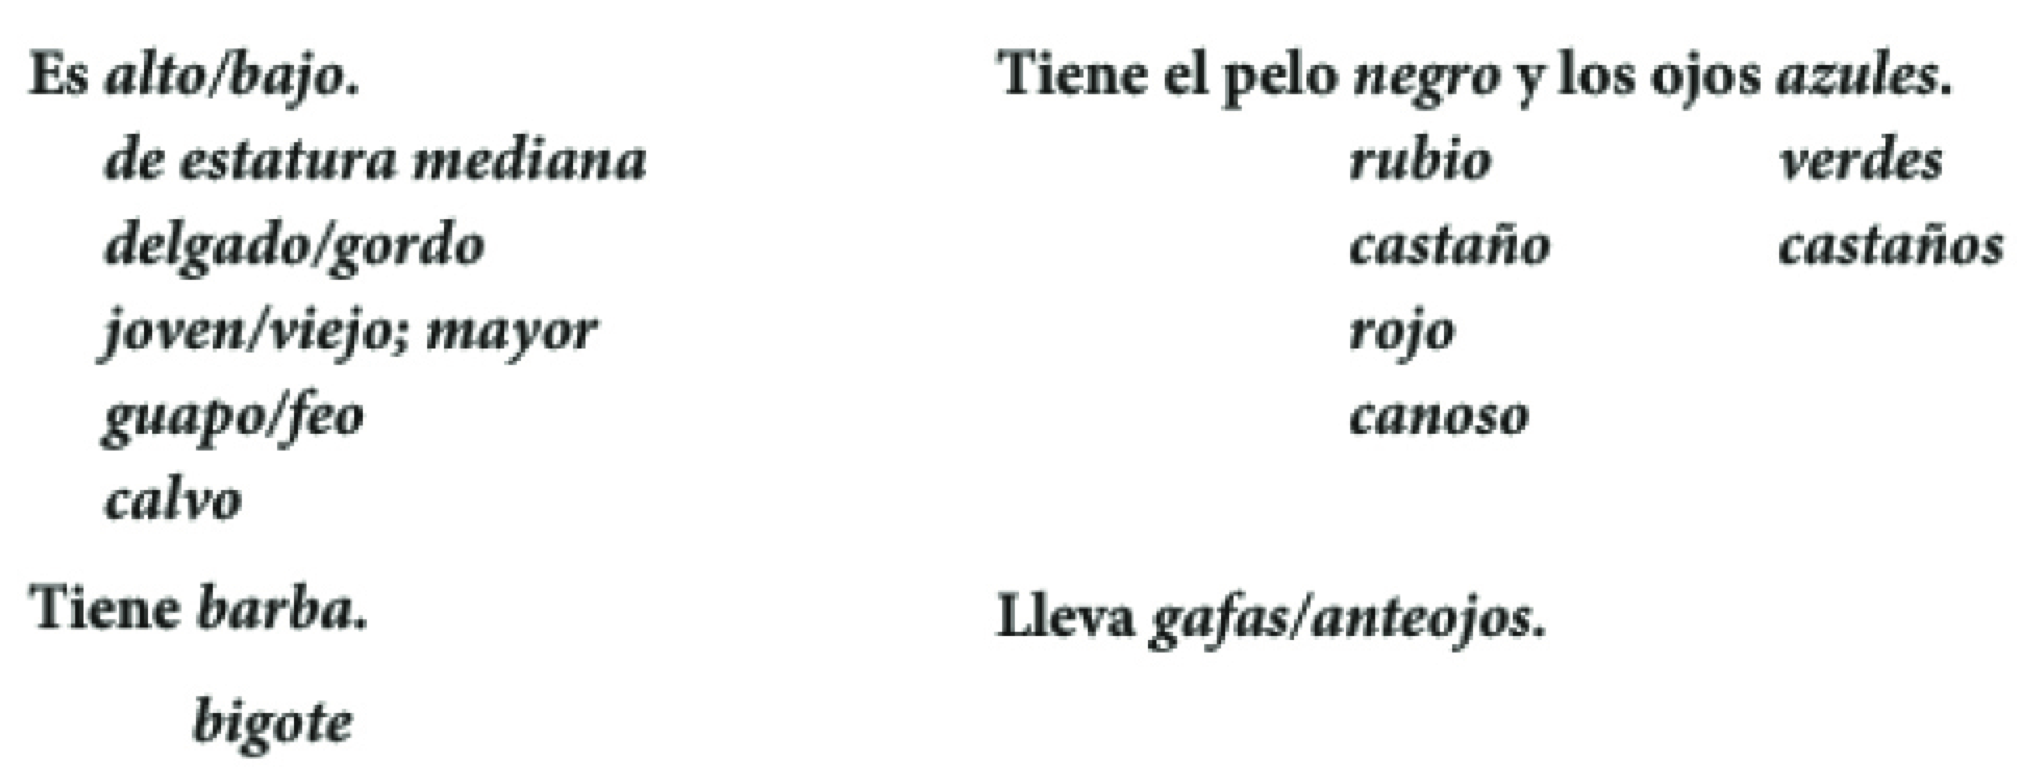 Es alto/bajo.
de estatura mediana
delgado/gordo
joven/viejo; mayor
guapo/feo
calvo
Tiene barba.
bigote
Tiene el pelo negro y los ojos azules.
rubio verdes
castaño castaños
rojo
canoso
Lleva gafas/anteojos.